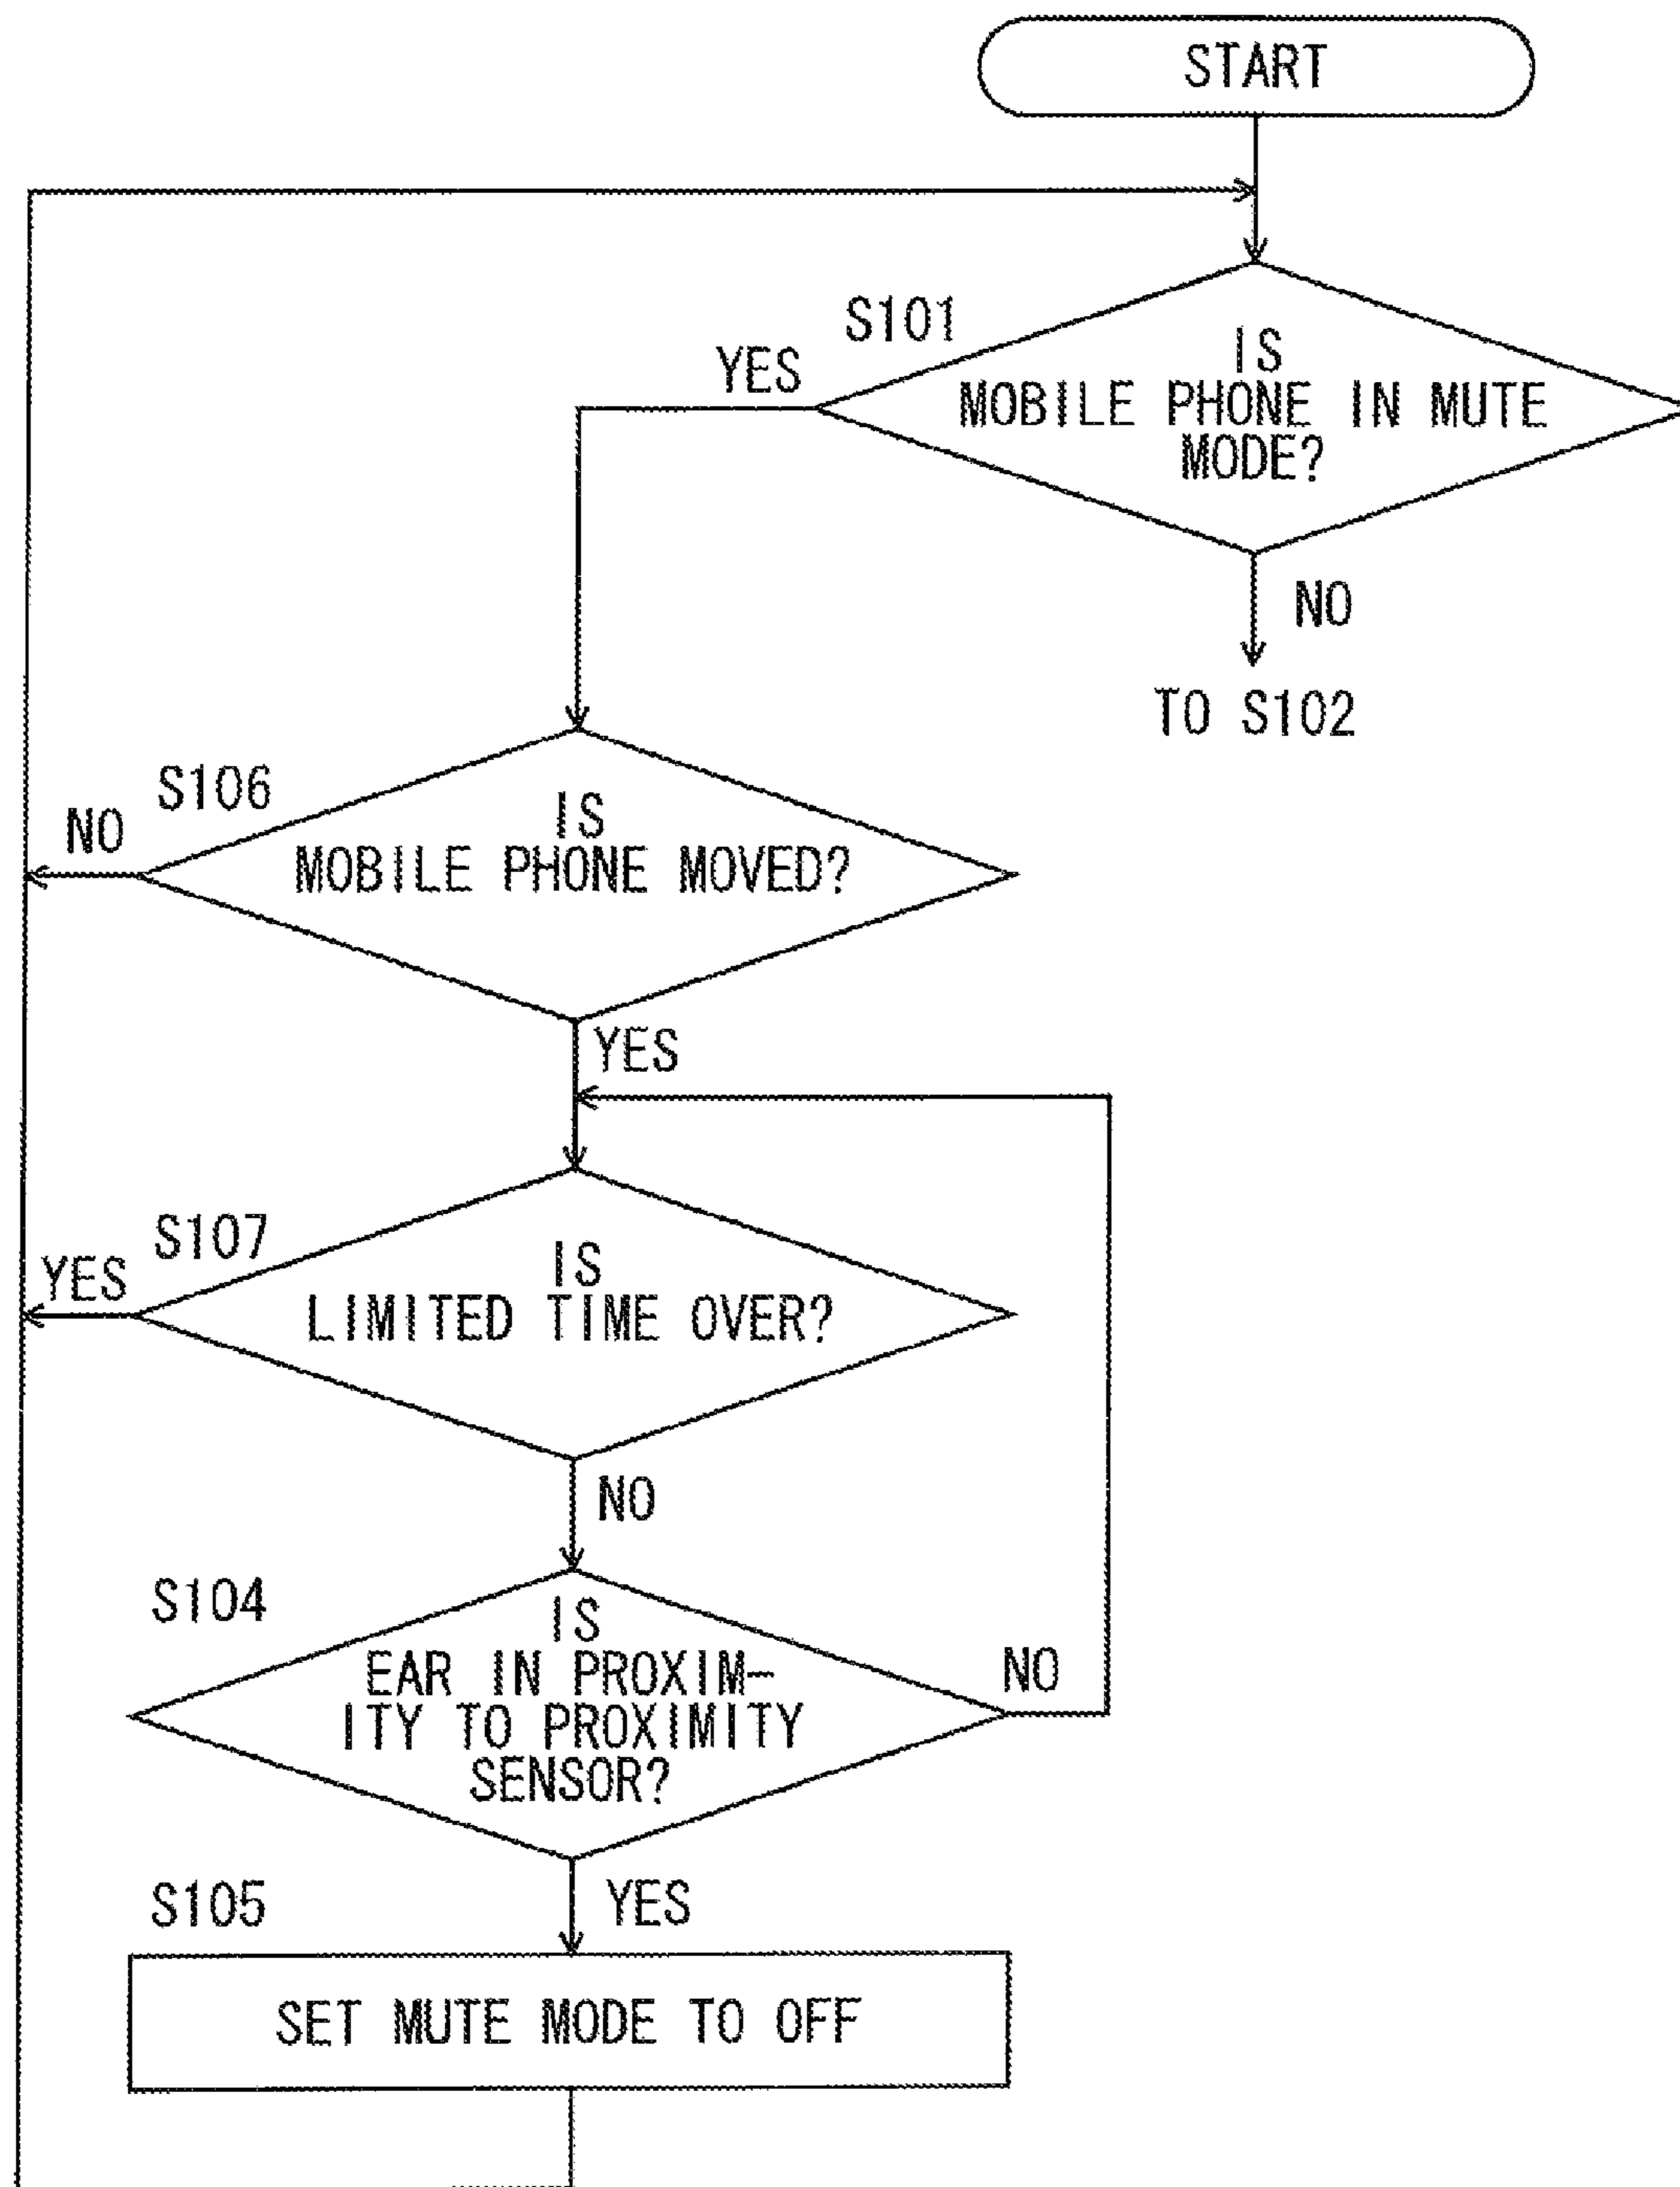 START
S101
YES
IS
MOBILE PHONE IN MUTE
MODE?
NO
TO S102
S106
NO
IS
MOBILE PHONE MOVED?
YES
S107
YES
IS
LIMITED TIME OVER?
NO
S104
IS
EAR IN PROXIM-
ITY TO PROXIMITY
SENSOR?
NO
S105
YES
SET MUTE MODE TO OFF